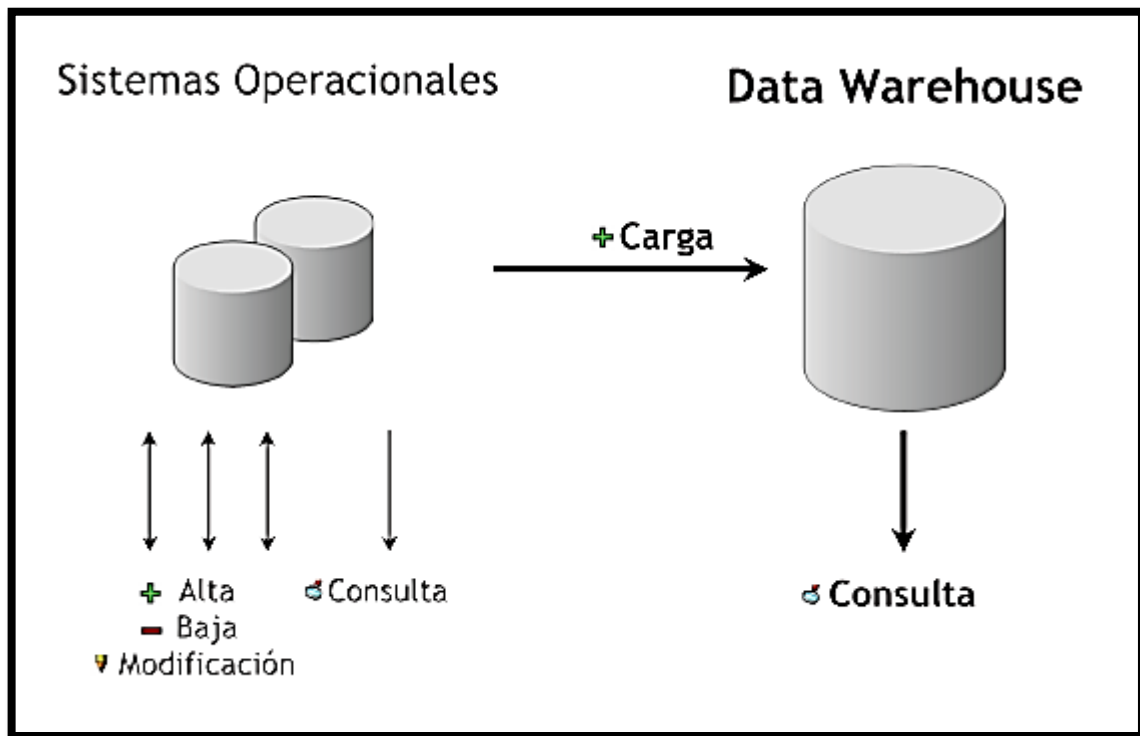 Sistemas Operacionales
Data Warehouse
Carga
Alta
Baja
Modificación
Consulta
Consulta